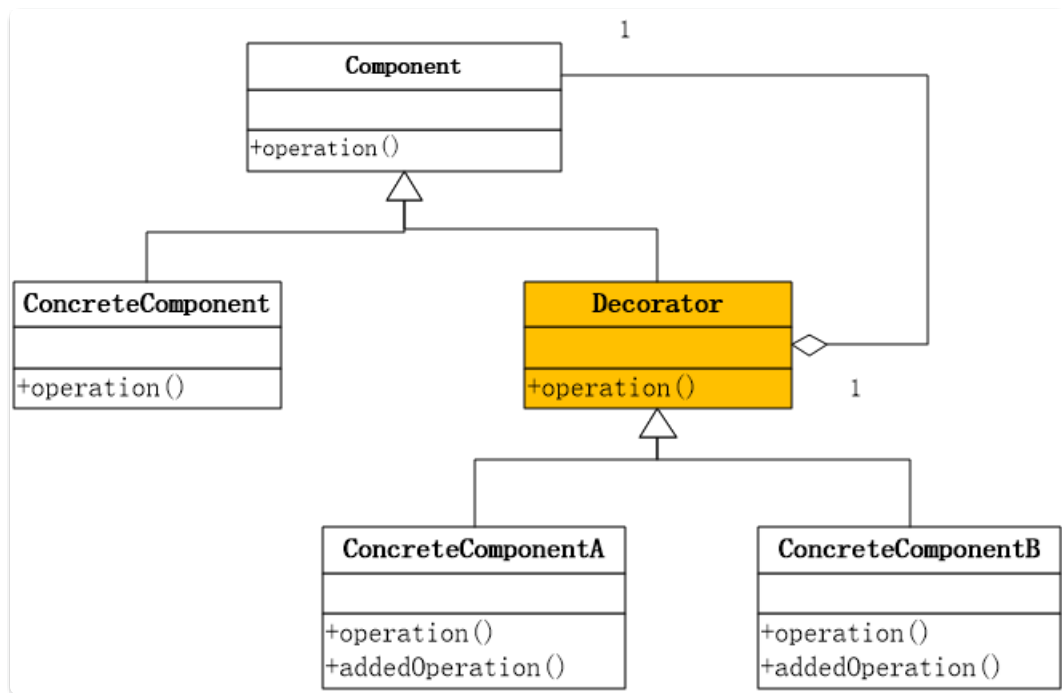 1
Component
+operation()
ConcreteComponent
+operation()
Decorator
+operation()
1
ConcreteComponentA
+operation()
+addedOperation()
ConcreteComponentB
+operation()
+addedOperation()